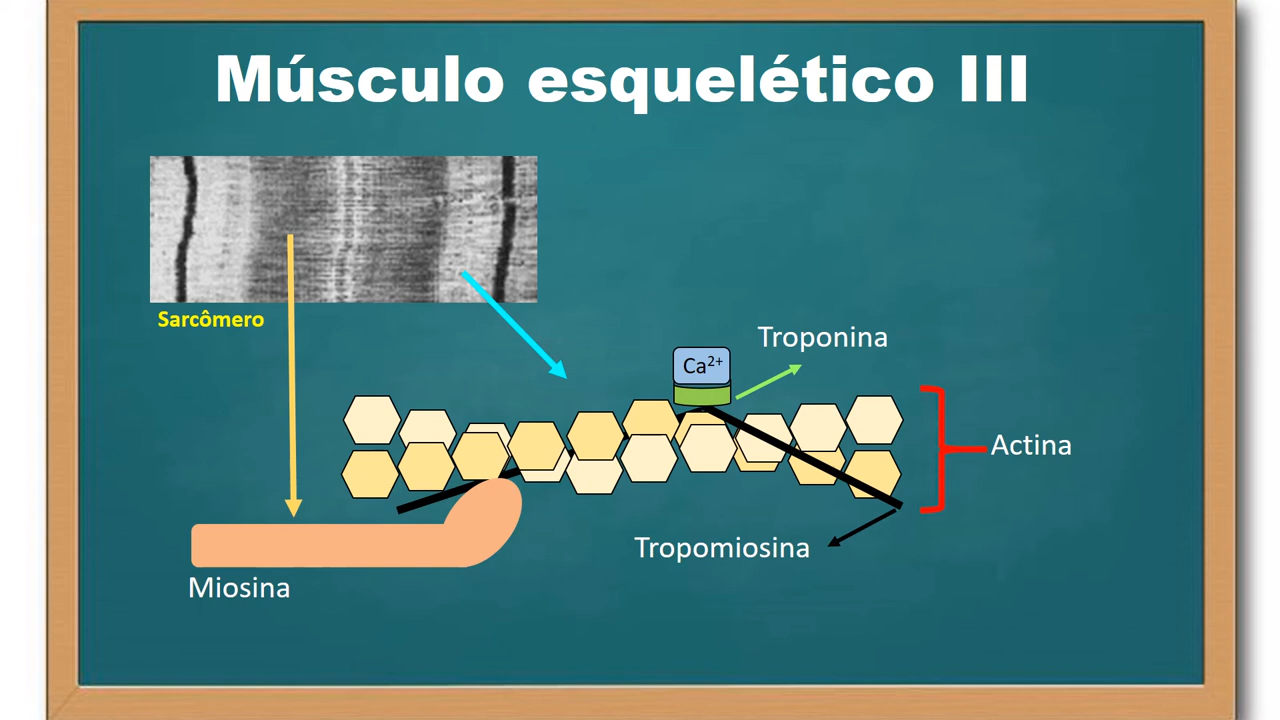 Músculo esquelético III
Sarcômero
Troponina
Ca²⁺
Actina
Tropomiosina
Miosina